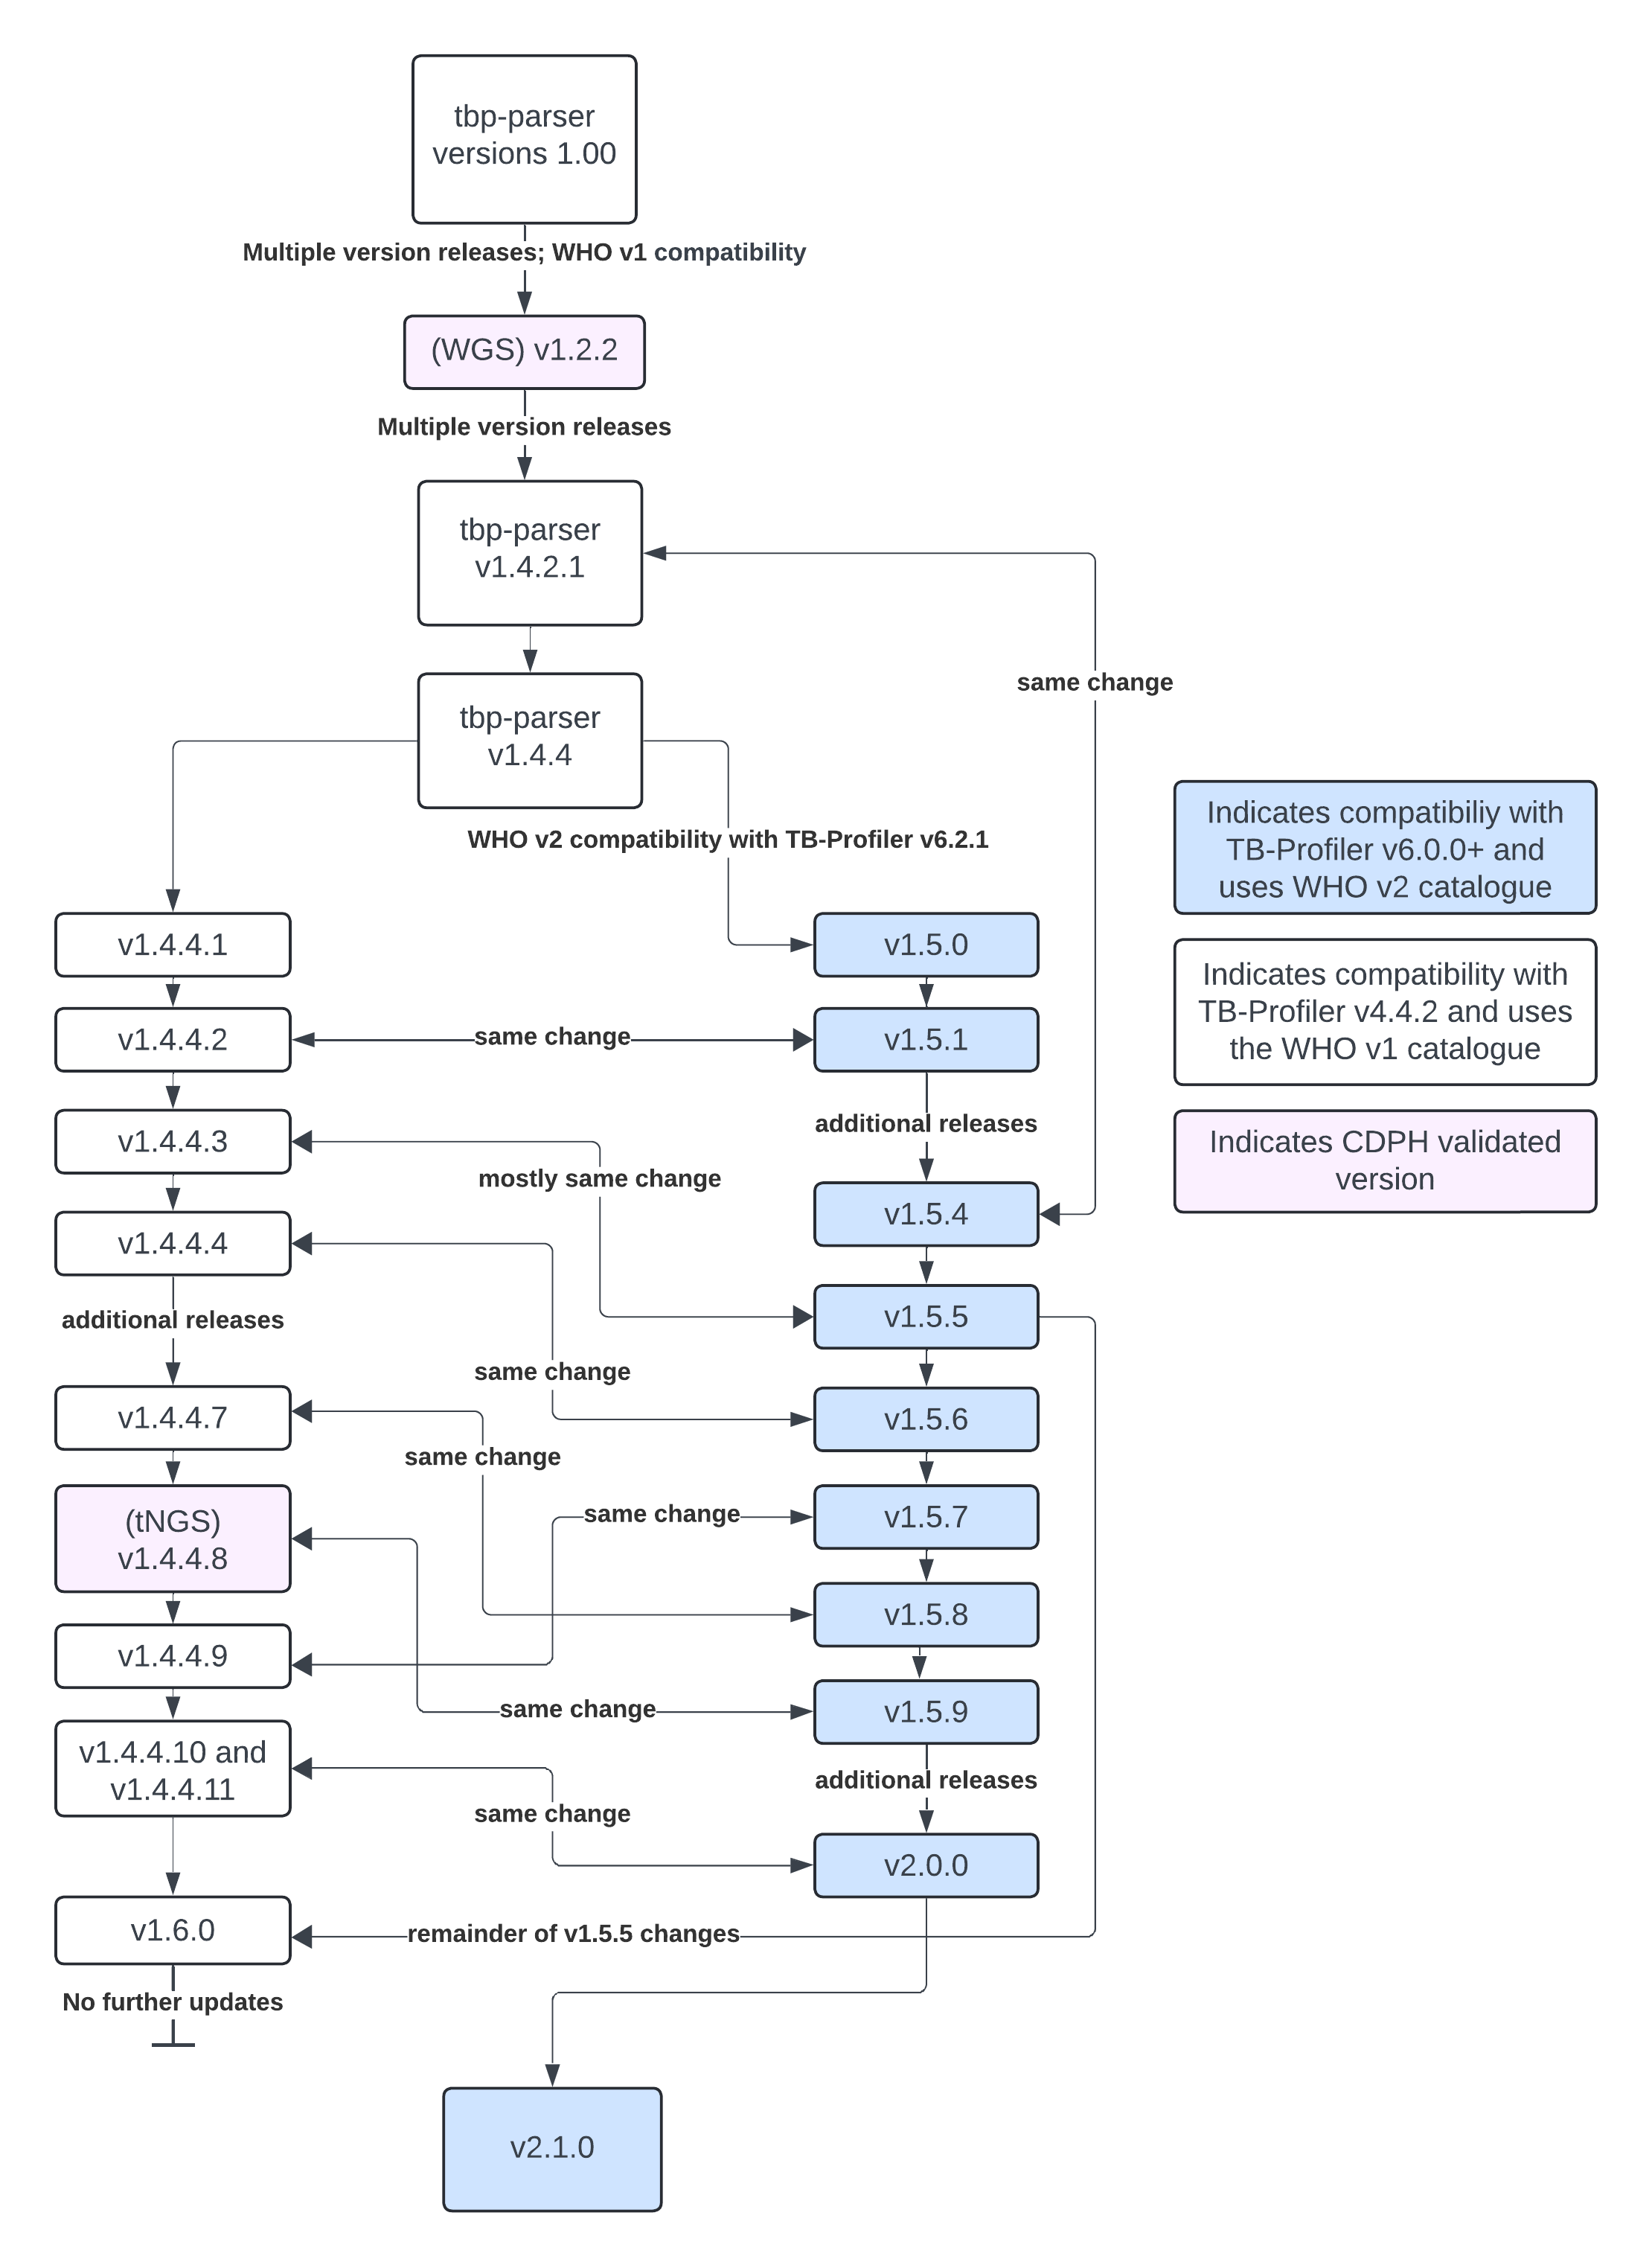 tbp-parser
versions 1.00
Multiple version releases; WHO v1 compatibility
(WGS) v1.2.2
Multiple version releases
tbp-parser
v1.4.2.1
same change
tbp-parser
v1.4.4
WHO v2 compatibility with TB-Profiler v6.2.1
Indicates compatibiliy with
TB-Profiler v6.0.0+ and
uses WHO v2 catalogue
Indicates compatibility with
TB-Profiler v4.4.2 and uses
the WHO v1 catalogue
Indicates CDPH validated
version
v1.4.4.1
v1.5.0
v1.4.4.2
same change
v1.5.1
additional releases
v1.4.4.3
mostly same change
v1.5.4
v1.4.4.4
additional releases
v1.5.5
same change
v1.4.4.7
v1.5.6
same change
(tNGS)
v1.4.4.8
same change
v1.5.7
v1.5.8
v1.4.4.9
same change
v1.5.9
v1.4.4.10 and
v1.4.4.11
additional releases
same change
v2.0.0
v1.6.0
remainder of v1.5.5 changes
No further updates
v2.1.0